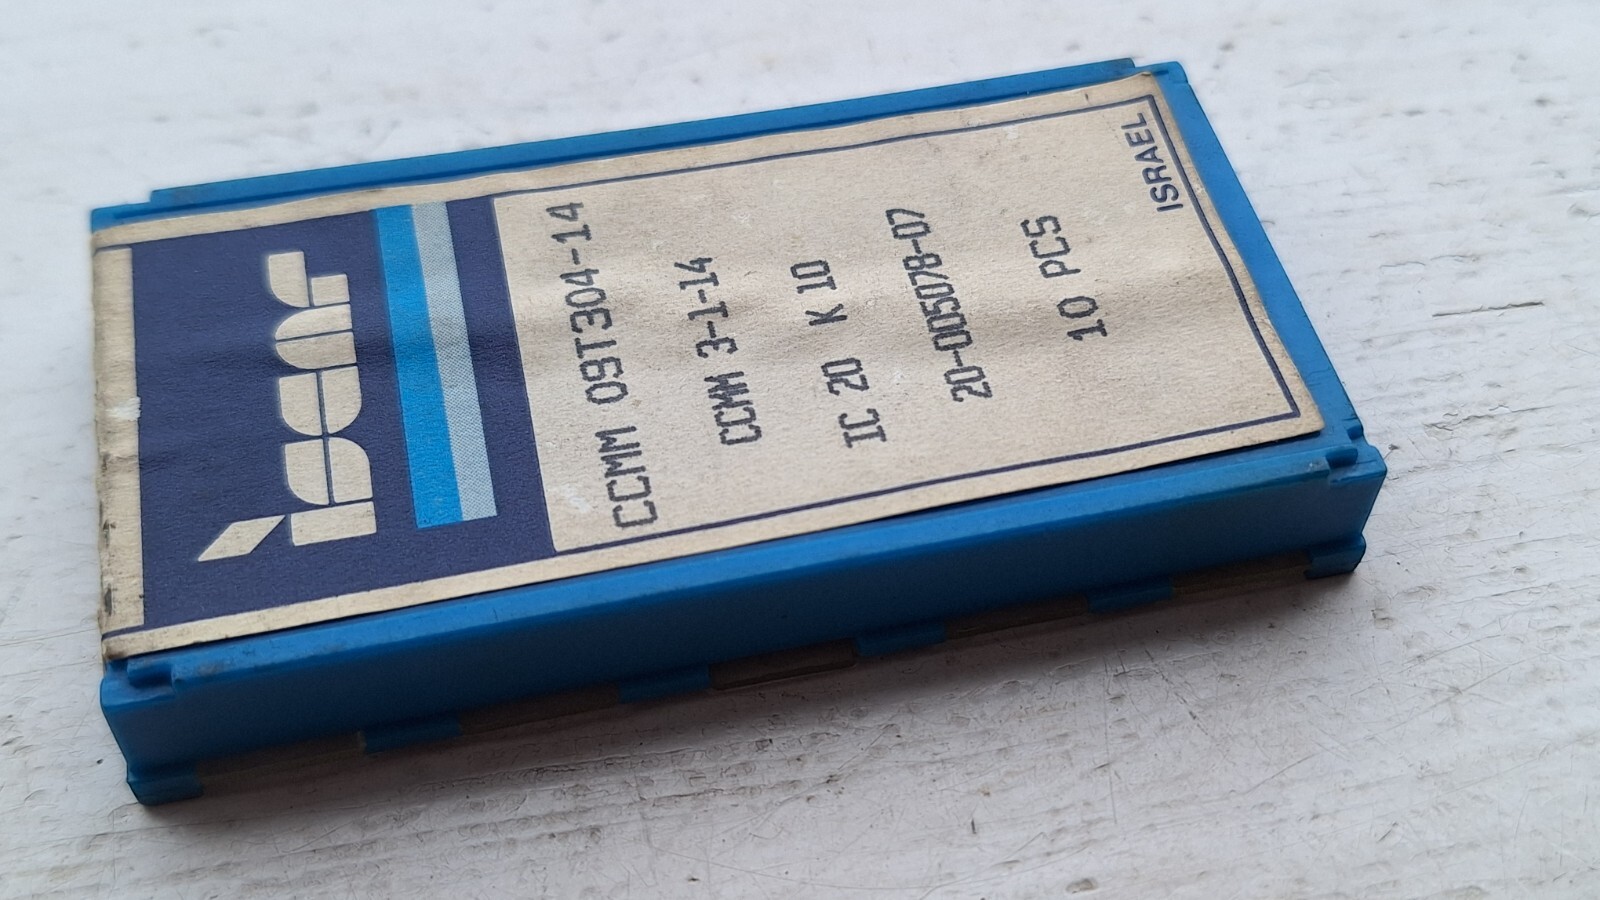 iscar
CCMM 09T304-14
CCMM 3-1-14
IC 20 K 10
20-005078-07
10 PCS
ISRAEL